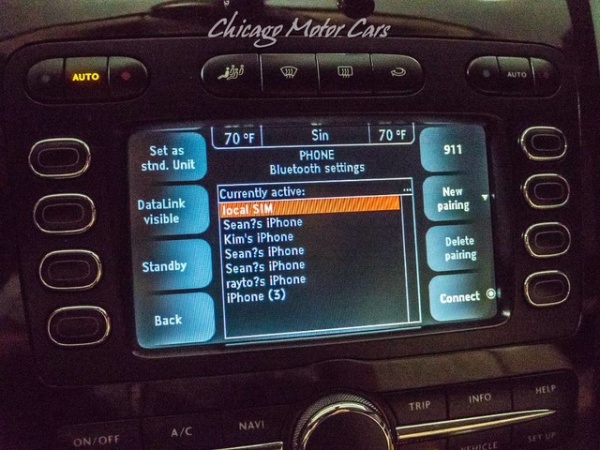 Chicago Motor Cars
AUTO
AUTO
70 °F Sin 70 °F
PHONE
Bluetooth settings
Set as
stnd. Unit
DataLink
visible
Standby
Back
Currently active: ...
local SIM
Sean?s iPhone
Kim's iPhone
Sean?s iPhone
Sean?s iPhone
rayto?s iPhone
iPhone (3)
911
New
pairing
Delete
pairing
Connect
ON/OFF
A/C
NAVI
TRIP
INFO
HELP
VEHICLE
SET UP